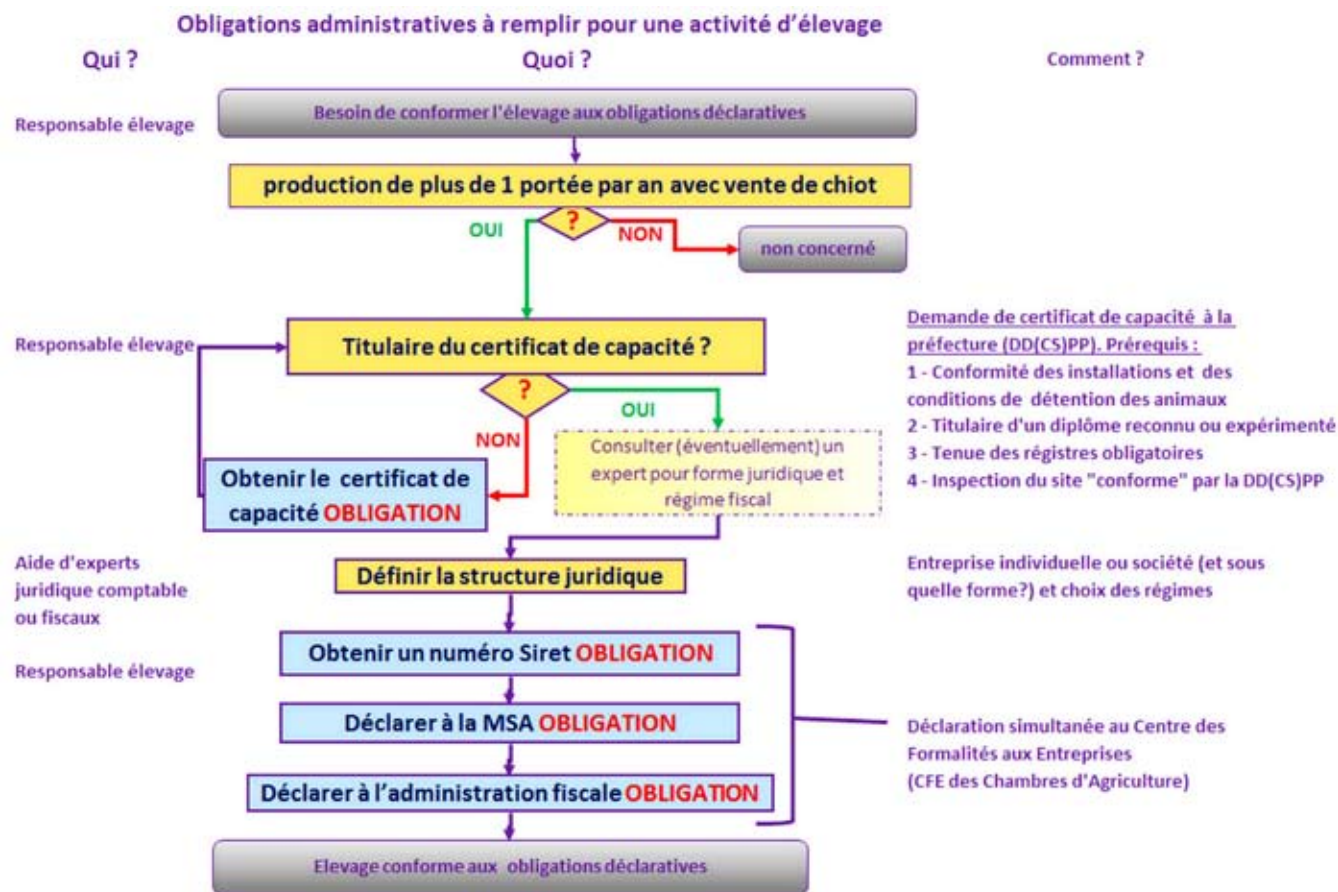 Obligations administratives à remplir pour une activité d'élevage
Qui ?
Quoi ?
Comment ?
Responsable élevage
Besoin de conformer l'élevage aux obligations déclaratives
production de plus de 1 portée par an avec vente de chiot
?
OUI
NON
non concerné
Responsable élevage
Titulaire du certificat de capacité ?
?
OUI
NON
Demande de certificat de capacité à la
préfecture (DD(CS)PP). Prérequis :
1 - Conformité des installations et des
conditions de détention des animaux
2 - Titulaire d'un diplôme reconnu ou expérimenté
3 - Tenue des régistres obligatoires
4 - Inspection du site "conforme" par la DD(CS)PP
Consulter (éventuellement) un
expert pour forme juridique et
régime fiscal
Obtenir le certificat de
capacité OBLIGATION
Aide d'experts
juridique comptable
ou fiscaux
Définir la structure juridique
Entreprise individuelle ou société (et sous
quelle forme?) et choix des régimes
Responsable élevage
Obtenir un numéro Siret OBLIGATION
Déclarer à la MSA OBLIGATION
Déclarer à l'administration fiscale OBLIGATION
Déclaration simultanée au Centre des
Formalités aux Entreprises
(CFE des Chambres d'Agriculture)
Elevage conforme aux obligations déclaratives